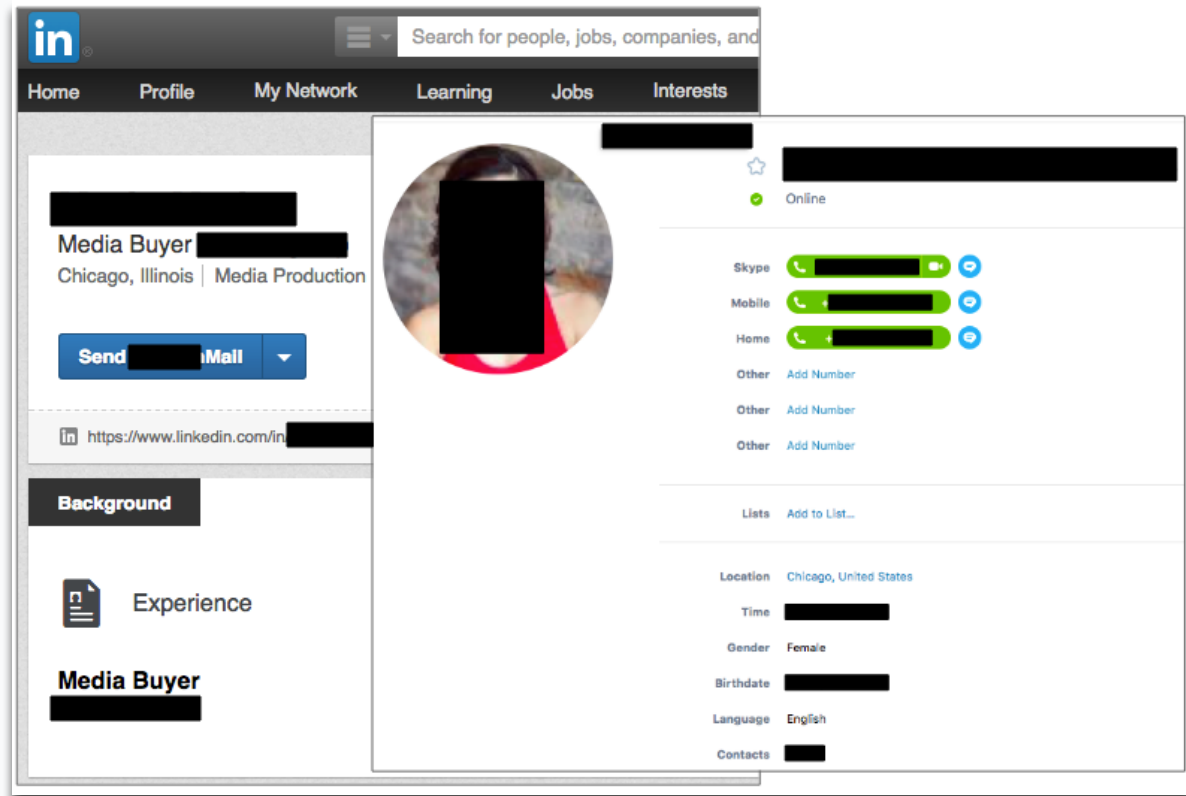 in
Search for people, jobs, companies, and
Home Profile My Network Learning Jobs Interests
Media Buyer
Chicago, Illinois | Media Production
Send Mail
in https://www.linkedin.com/in/
Background
Experience
Media Buyer
Online
Skype
Mobile +
Home +
Other Add Number
Other Add Number
Other Add Number
Lists Add to List...
Location Chicago, United States
Time
Gender Female
Birthdate
Language English
Contacts